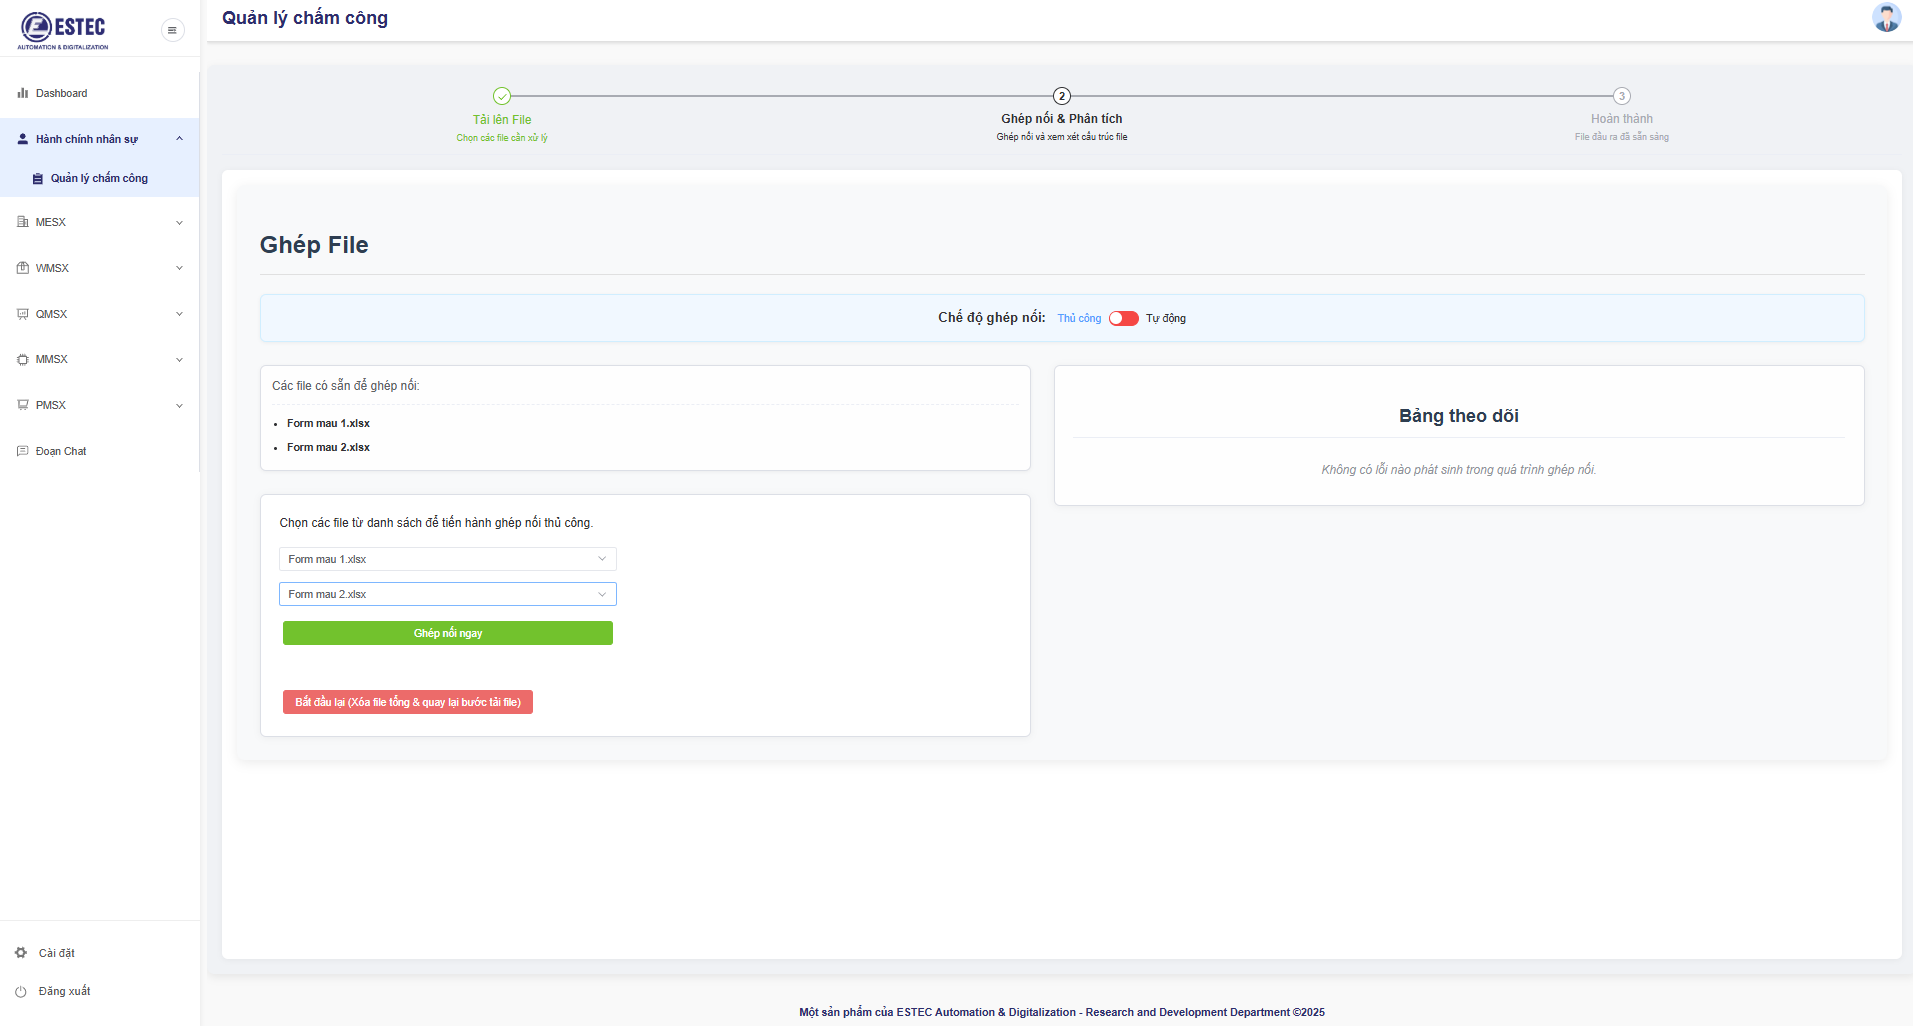 ESTEC
AUTOMATION & DIGITALIZATION
Quản lý chấm công
Dashboard
Hành chính nhân sự
Quản lý chấm công
MESX
WMSX
QMSX
MMSX
PMSX
Đoạn Chat
Cài đặt
Đăng xuất
Tải lên File
Chọn các file cần xử lý
2
Ghép nối & Phân tích
Ghép nối và xem xét cấu trúc file
3
Hoàn thành
File đầu ra đã sẵn sàng
Ghép File
Chế độ ghép nối: Thủ công Tự động
Các file có sẵn để ghép nối:
• Form mau 1.xlsx
• Form mau 2.xlsx
Chọn các file từ danh sách để tiến hành ghép nối thủ công.
Form mau 1.xlsx
Form mau 2.xlsx
Ghép nối ngay
Bắt đầu lại (Xóa file tổng & quay lại bước tải file)
Bảng theo dõi
Không có lỗi nào phát sinh trong quá trình ghép nối.
Một sản phẩm của ESTEC Automation & Digitalization - Research and Development Department ©2025